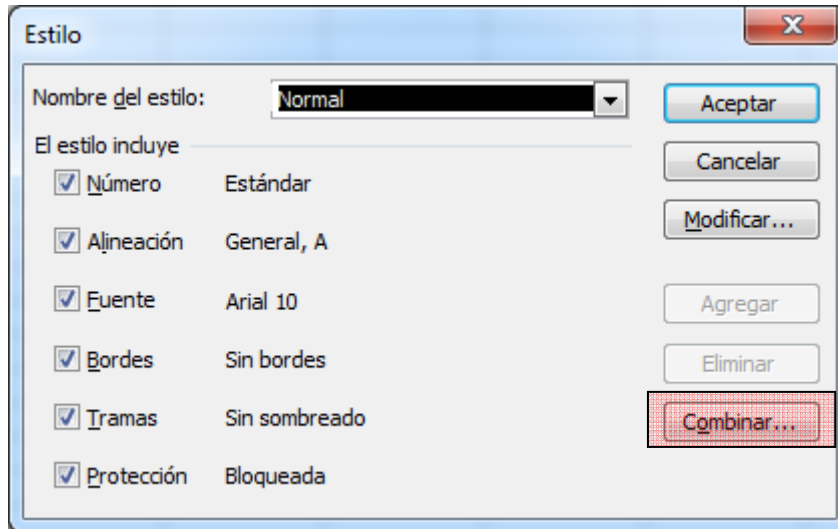 Estilo
Nombre del estilo: Normal Aceptar
El estilo incluye Cancelar
Número Estándar Modificar...
Alineación General, A
Fuente Arial 10 Agregar
Bordes Sin bordes Eliminar
Tramas Sin sombreado Combinar...
Protección Bloqueada